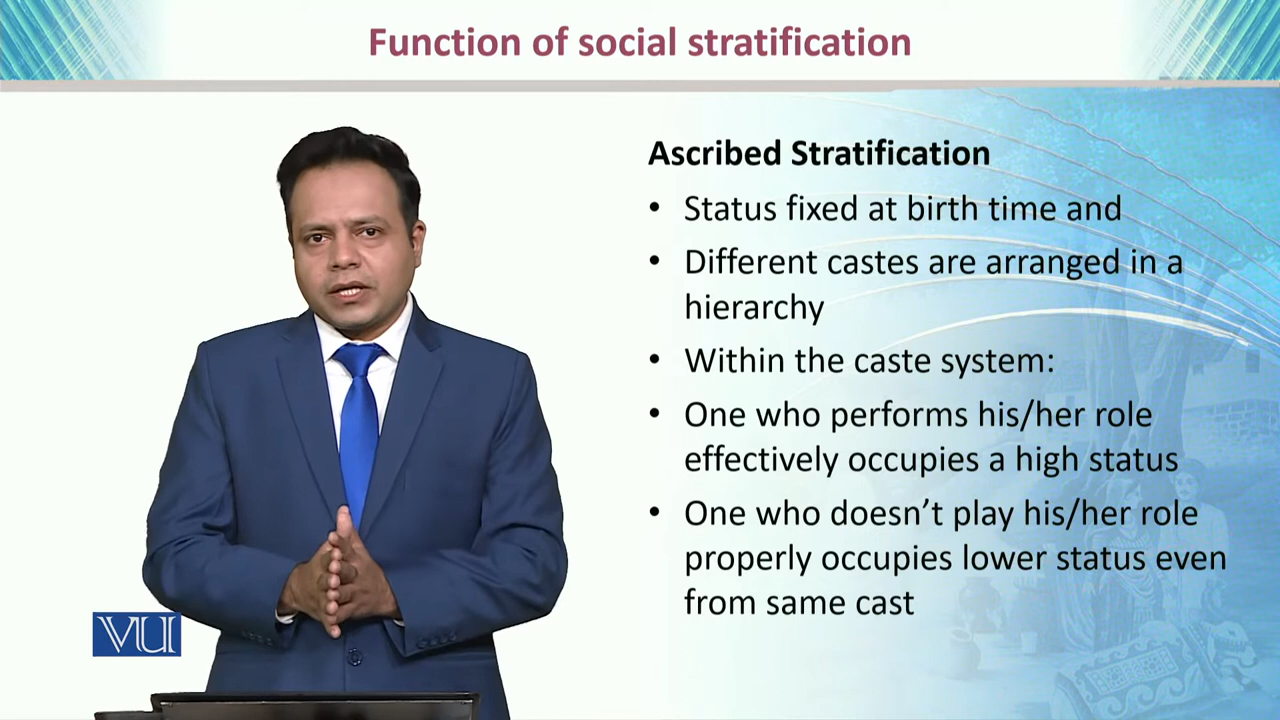 Function of social stratification
Ascribed Stratification
• Status fixed at birth time and
• Different castes are arranged in a
hierarchy
• Within the caste system:
• One who performs his/her role
effectively occupies a high status
• One who doesn’t play his/her role
properly occupies lower status even
from same cast
VU